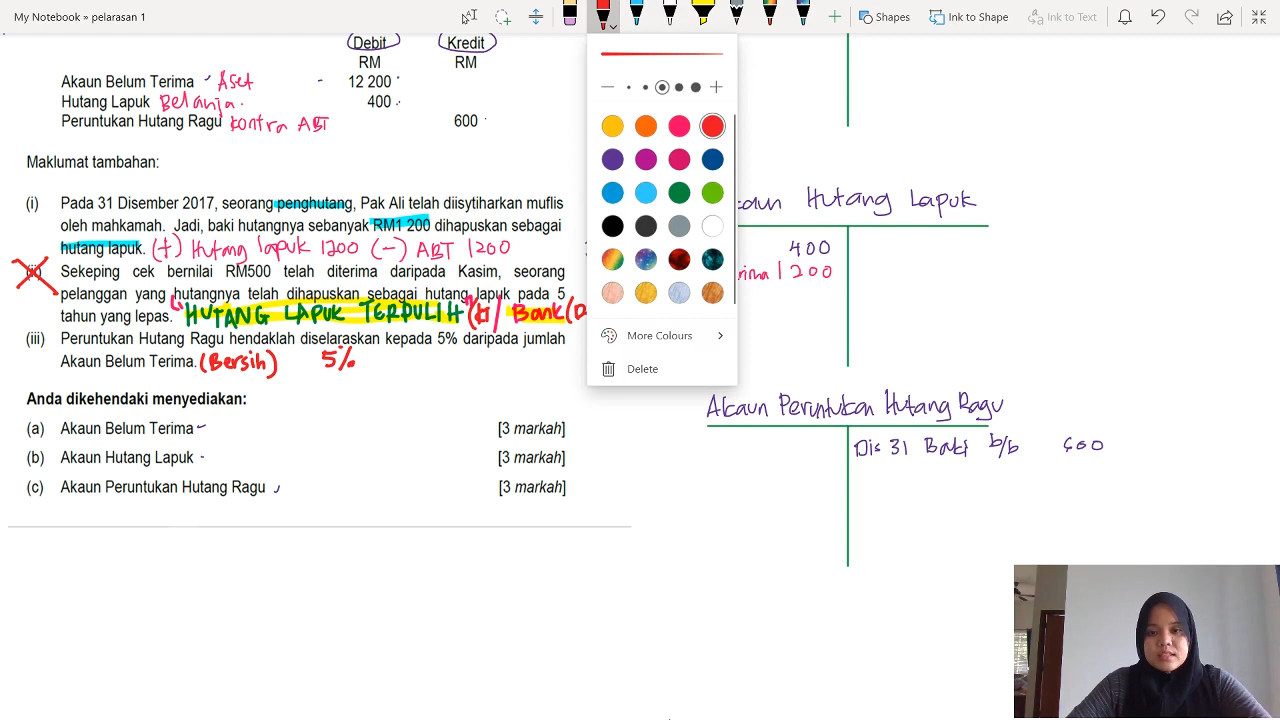 My Notebook » pelarasan 1
Shapes
Ink to Shape
Ink to Text
Debit Kredit
RM RM
Akaun Belum Terima Aset 12 200
Hutang Lapuk Belanja 400
Peruntukan Hutang Ragu kontra ABT 600
Maklumat tambahan:
(i) Pada 31 Disember 2017, seorang penghutang, Pak Ali telah diisytiharkan muflis
oleh mahkamah. Jadi, baki hutangnya sebanyak RM1 200 dihapuskan sebagai
hutang lapuk. (+) Hutang lapuk 1200 (-) ABT 1200
(ii) Sekeping cek bernilai RM500 telah diterima daripada Kasim, seorang
pelanggan yang hutangnya telah dihapuskan sebagai hutang lapuk pada 5
tahun yang lepas. HUTANG LAPUK TERPULIH / Bank
(iii) Peruntukan Hutang Ragu hendaklah diselaraskan kepada 5% daripada jumlah
Akaun Belum Terima. (Bersih) 5%
Anda dikehendaki menyediakan:
(a) Akaun Belum Terima [3 markah]
(b) Akaun Hutang Lapuk [3 markah]
(c) Akaun Peruntukan Hutang Ragu [3 markah]
More Colours
Delete
Hutang Lapuk
400
1200
Akaun Peruntukan Hutang Ragu
Dis 31 Baki b/b 600